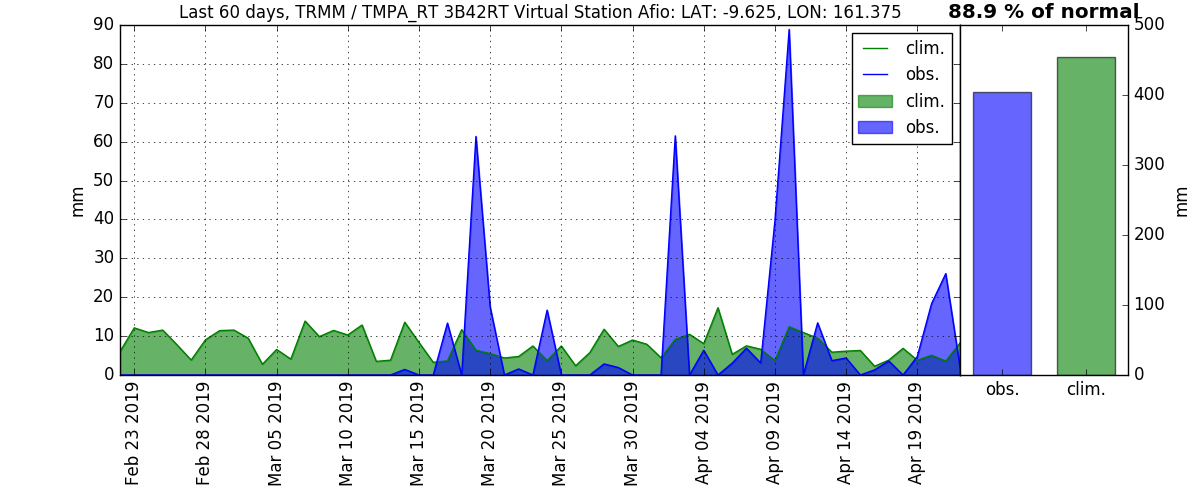 Last 60 days, TRMM / TMPA_RT 3B42RT Virtual Station Afio: LAT: -9.625, LON: 161.375
88.9 % of normal
90
80
70
60
50
40
30
20
10
0
mm
clim.
obs.
clim.
obs.
Feb 23 2019
Feb 28 2019
Mar 05 2019
Mar 10 2019
Mar 15 2019
Mar 20 2019
Mar 25 2019
Mar 30 2019
Apr 04 2019
Apr 09 2019
Apr 14 2019
Apr 19 2019
500
400
300
200
100
0
mm
obs.
clim.